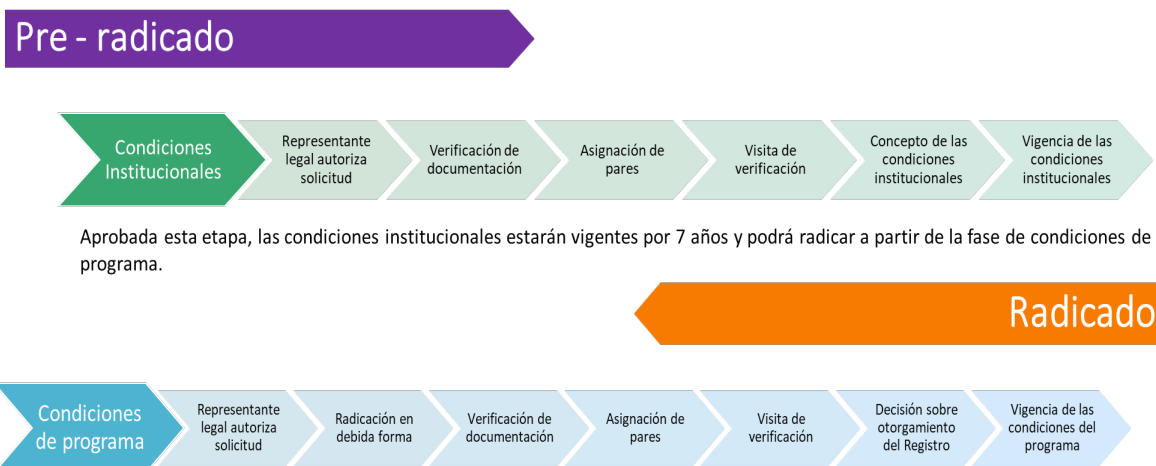 Pre - radicado
Condiciones
Institucionales
Representante
legal autoriza
solicitud
Verificación de
documentación
Asignación de
pares
Visita de
verificación
Concepto de las
condiciones
institucionales
Vigencia de las
condiciones
institucionales
Aprobada esta etapa, las condiciones institucionales estarán vigentes por 7 años y podrá radicar a partir de la fase de condiciones de
programa.
Radicado
Condiciones
de programa
Representante
legal autoriza
solicitud
Radicación en
debida forma
Verificación de
documentación
Asignación de
pares
Visita de
verificación
Decisión sobre
otorgamiento
del Registro
Vigencia de las
condiciones del
programa